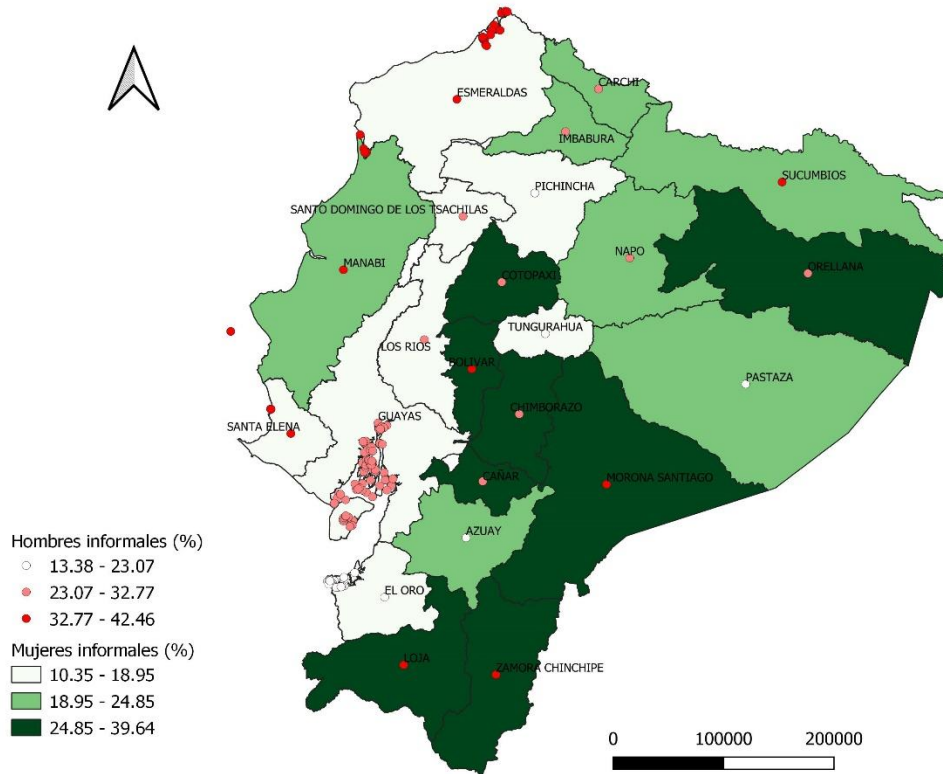 ESMERALDAS
CARCHI
IMBABURA
SUCUMBIOS
PICHINCHA
SANTO DOMINGO DE LOS TSACHILAS
NAPO
MANABI
COTOPAXI
ORELLANA
TUNGURAHUA
LOS RIOS
BOLIVAR
PASTAZA
CHIMBORAZO
GUAYAS
SANTA ELENA
CAÑAR
MORONA SANTIAGO
AZUAY
EL ORO
LOJA
ZAMORA CHINCHIPE
Hombres informales (%)
13.38 - 23.07
23.07 - 32.77
32.77 - 42.46
Mujeres informales (%)
10.35 - 18.95
18.95 - 24.85
24.85 - 39.64
0 100000 200000